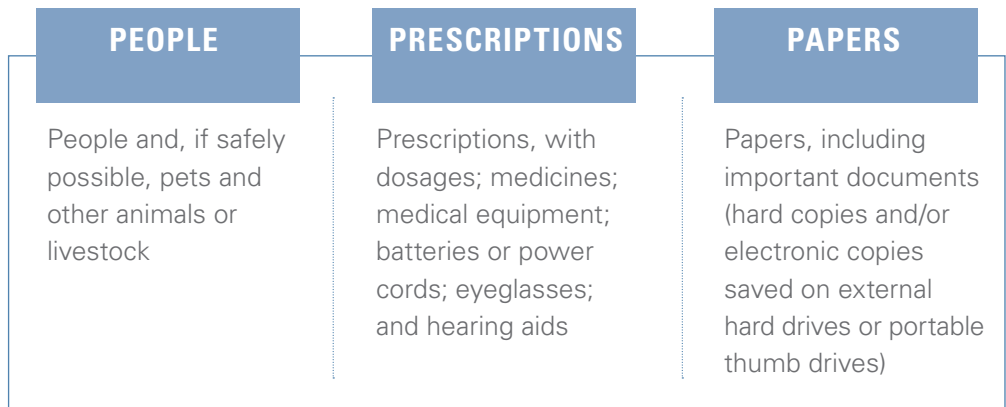 PEOPLE
People and, if safely
possible, pets and
other animals or
livestock
PRESCRIPTIONS
Prescriptions, with
dosages; medicines;
medical equipment;
batteries or power
cords; eyeglasses;
and hearing aids
PAPERS
Papers, including
important documents
(hard copies and/or
electronic copies
saved on external
hard drives or portable
thumb drives)